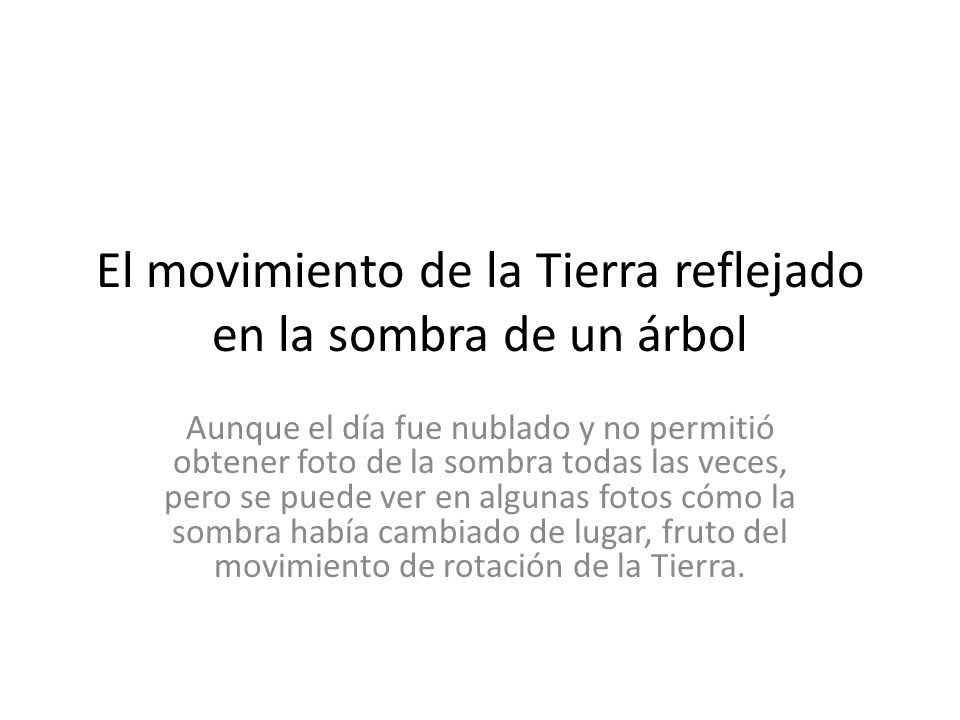 El movimiento de la Tierra reflejado
en la sombra de un árbol
Aunque el día fue nublado y no permitió
obtener foto de la sombra todas las veces,
pero se puede ver en algunas fotos cómo la
sombra había cambiado de lugar, fruto del
movimiento de rotación de la Tierra.